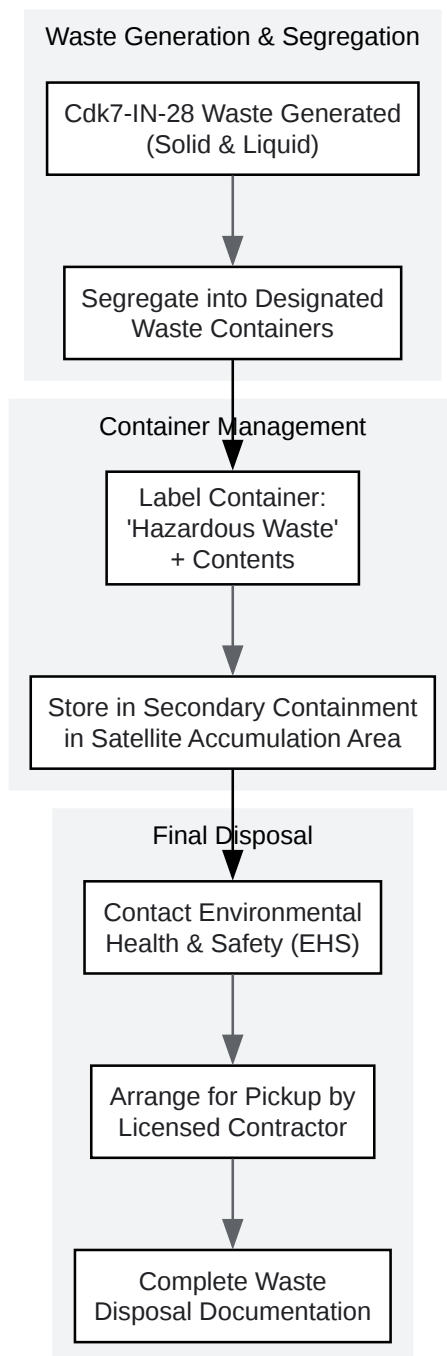 Waste Generation & Segregation
Cdk7-IN-28 Waste Generated
(Solid & Liquid)
Segregate into Designated
Waste Containers
Container Management
Label Container:
'Hazardous Waste'
+ Contents
Store in Secondary Containment
in Satellite Accumulation Area
Final Disposal
Contact Environmental
Health & Safety (EHS)
Arrange for Pickup by
Licensed Contractor
Complete Waste
Disposal Documentation